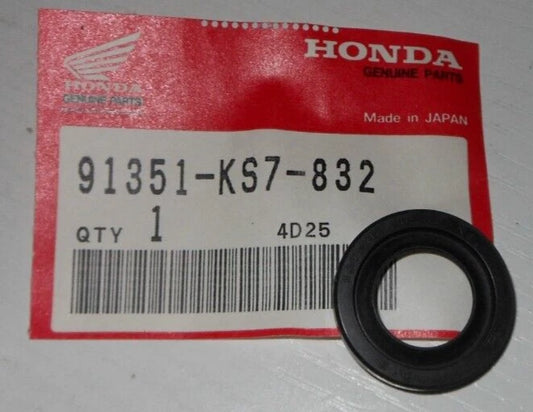 HONDA
GENUINE PARTS
HONDA
GENUINE PARTS
Made in JAPAN
91351-KS7-832
QTY 1 4D25